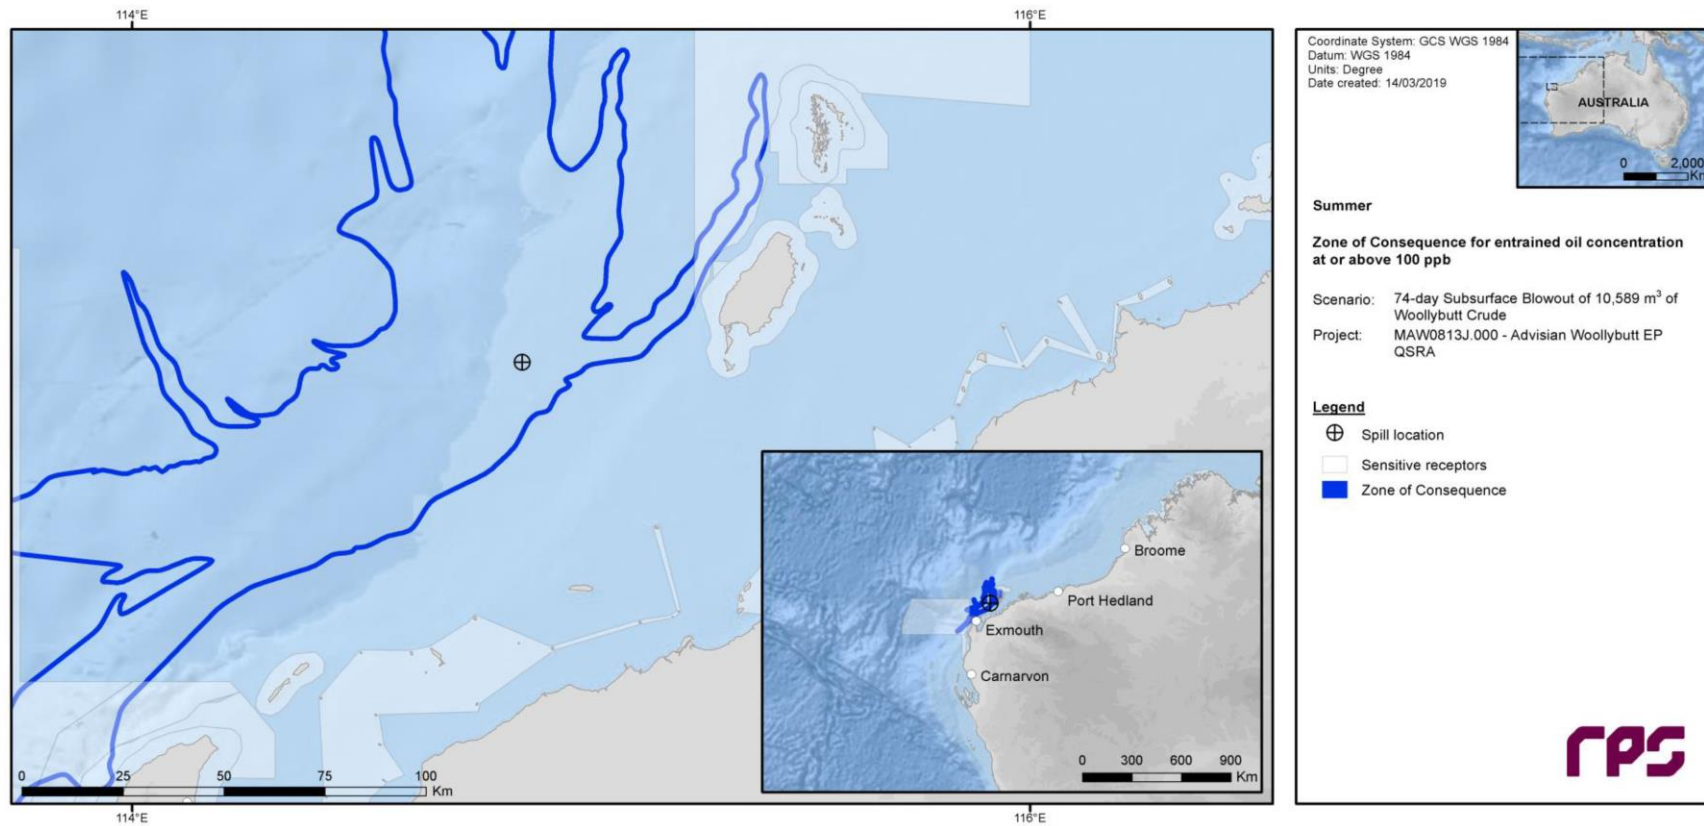 114°E
116°E
Coordinate System: GCS WGS 1984
Datum: WGS 1984
Units: Degree
Date created: 14/03/2019
AUSTRALIA
0 2,000
Km
Summer
Zone of Consequence for entrained oil concentration
at or above 100 ppb
Scenario: 74-day Subsurface Blowout of 10,589 m³ of
Woollybutt Crude
Project: MAW0813J.000 - Advisian Woollybutt EP
QSRA
Legend
Spill location
Sensitive receptors
Zone of Consequence
Broome
Port Hedland
Exmouth
Carnarvon
0 300 600 900
Km
0 25 50 75 100
Km
114°E
116°E
rps